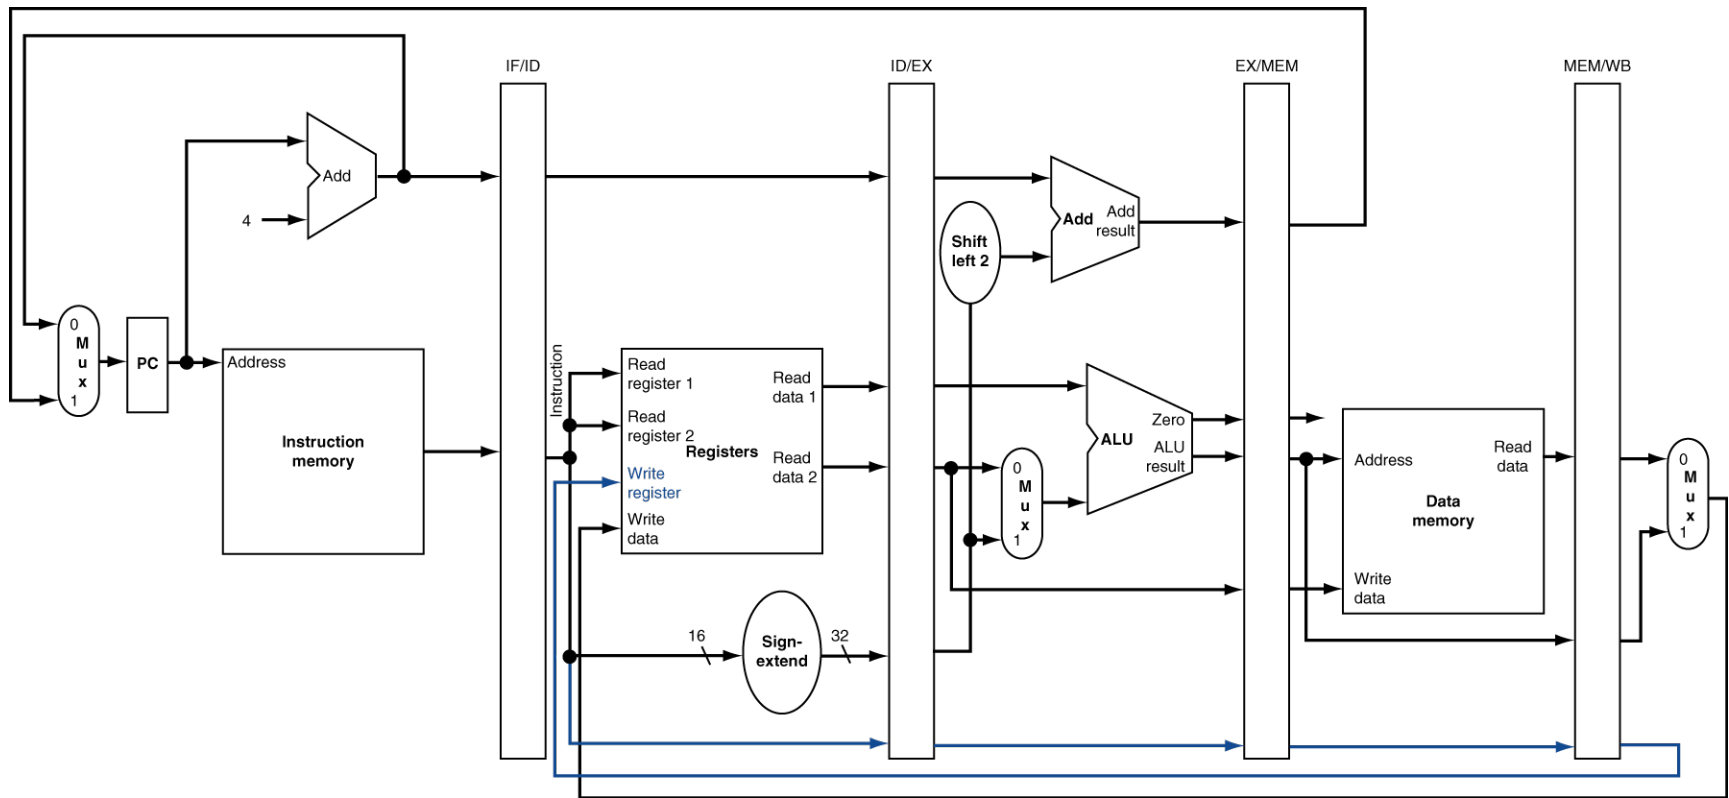 IF/ID
ID/EX
EX/MEM
MEM/WB
Add
4
Shift
left 2
Add
Add
result
0
M
u
x
1
PC
Address
Instruction
memory
Instruction
Read
register 1
Read
register 2
Write
register
Write
data
Registers
Read
data 1
Read
data 2
16
Sign-
extend
32
0
M
u
x
1
ALU
Zero
ALU
result
Address
Data
memory
Write
data
Read
data
0
M
u
x
1